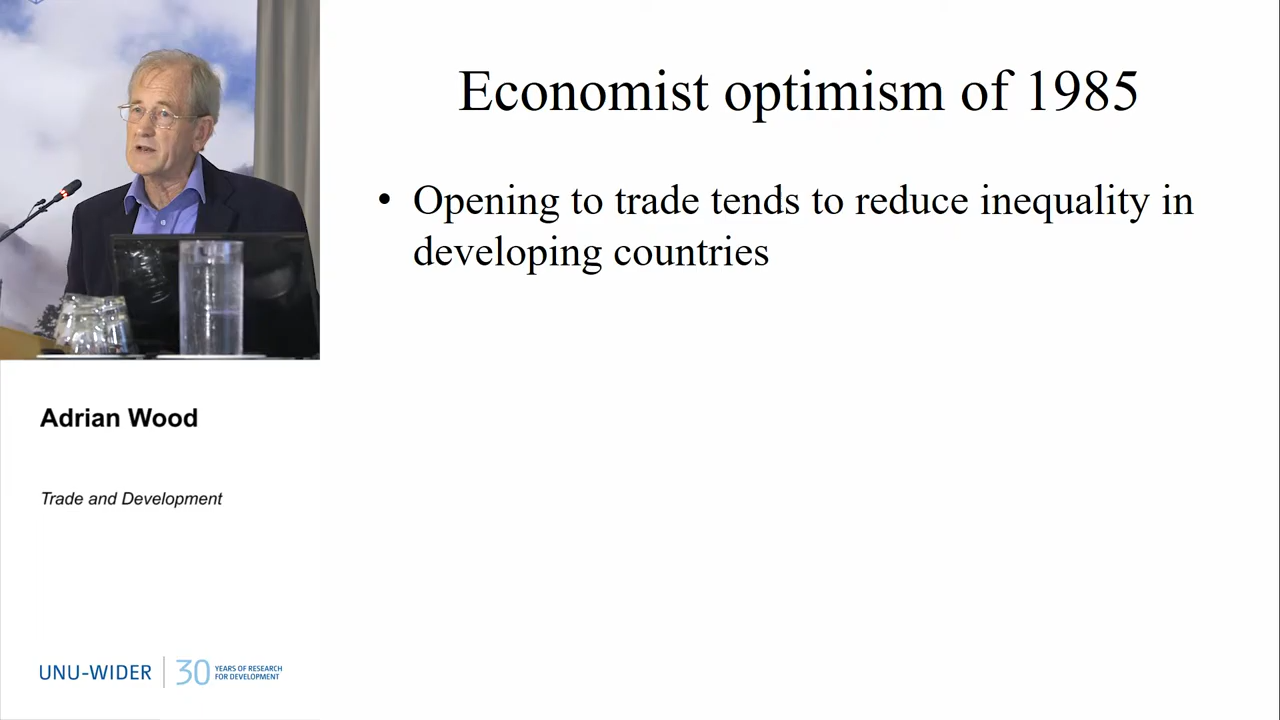 Economist optimism of 1985
• Opening to trade tends to reduce inequality in
developing countries
Adrian Wood
Trade and Development
UNU-WIDER
30 YEARS OF RESEARCH
FOR DEVELOPMENT